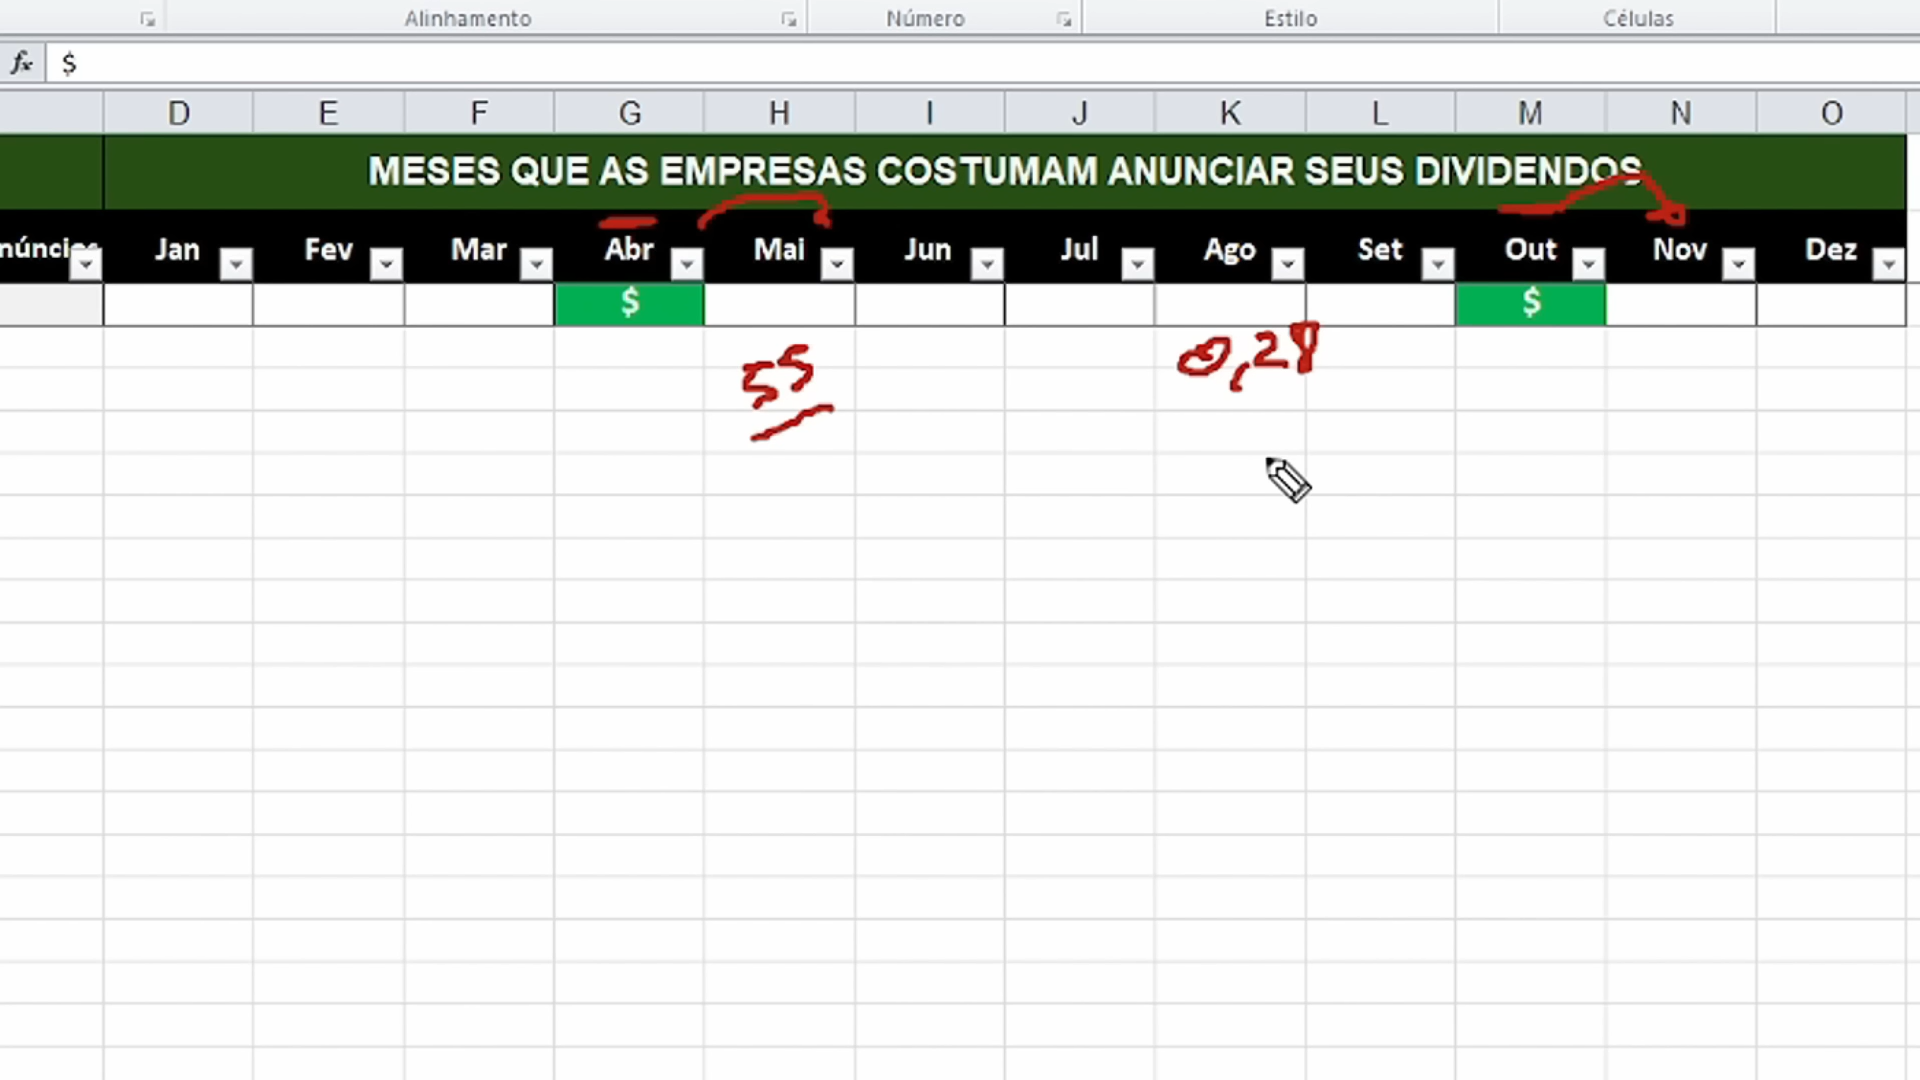 Alinhamento Número Estilo Células
fx $
D E F G H I J K L M N O
MESES QUE AS EMPRESAS COSTUMAM ANUNCIAR SEUS DIVIDENDOS
núncios Jan Fev Mar Abr Mai Jun Jul Ago Set Out Nov Dez
$ $
55 0,28